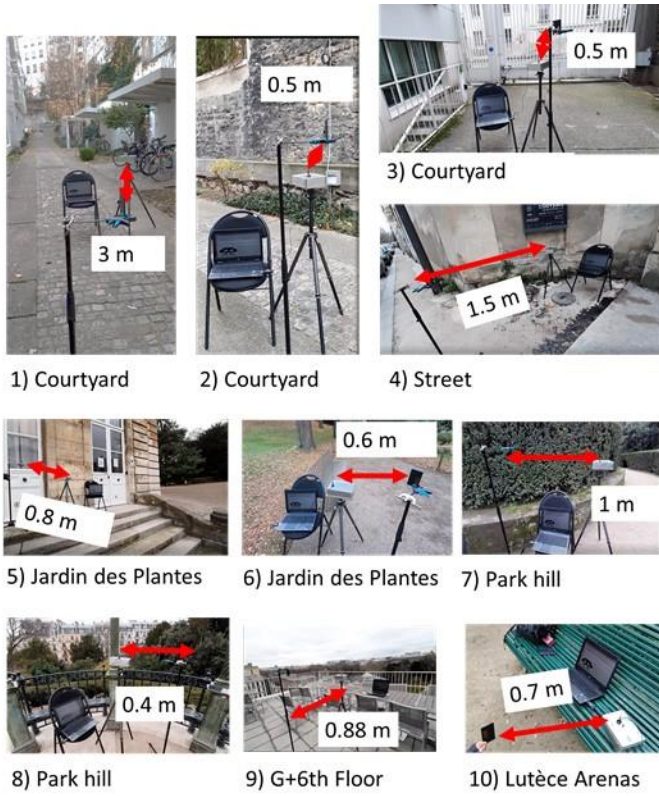 3 m
1) Courtyard
0.5 m
2) Courtyard
0.5 m
3) Courtyard
1.5 m
4) Street
0.8 m
5) Jardin des Plantes
0.6 m
6) Jardin des Plantes
1 m
7) Park hill
0.4 m
8) Park hill
0.88 m
9) G+6th Floor
0.7 m
10) Lutèce Arenas